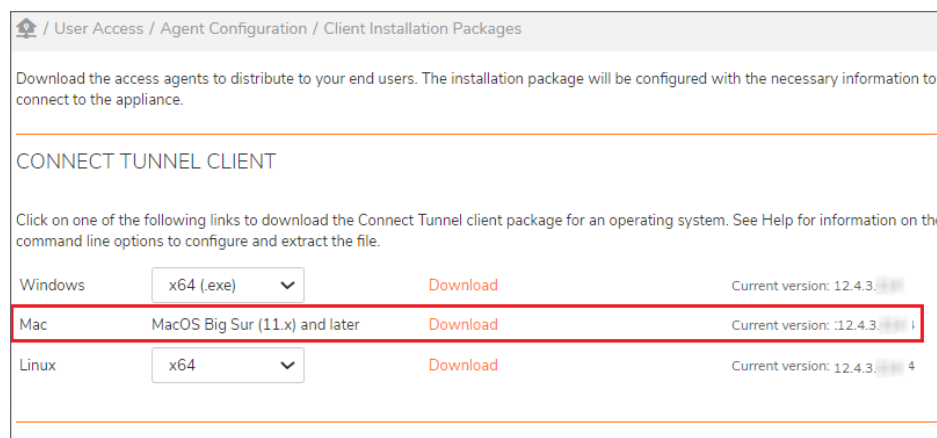 / User Access / Agent Configuration / Client Installation Packages
Download the access agents to distribute to your end users. The installation package will be configured with the necessary information to
connect to the appliance.
CONNECT TUNNEL CLIENT
Click on one of the following links to download the Connect Tunnel client package for an operating system. See Help for information on the
command line options to configure and extract the file.
Windows x64 (.exe) Download Current version: 12.4.3.
Mac MacOS Big Sur (11.x) and later Download Current version: :12.4.3.
Linux x64 Download Current version: 12.4.3. 4